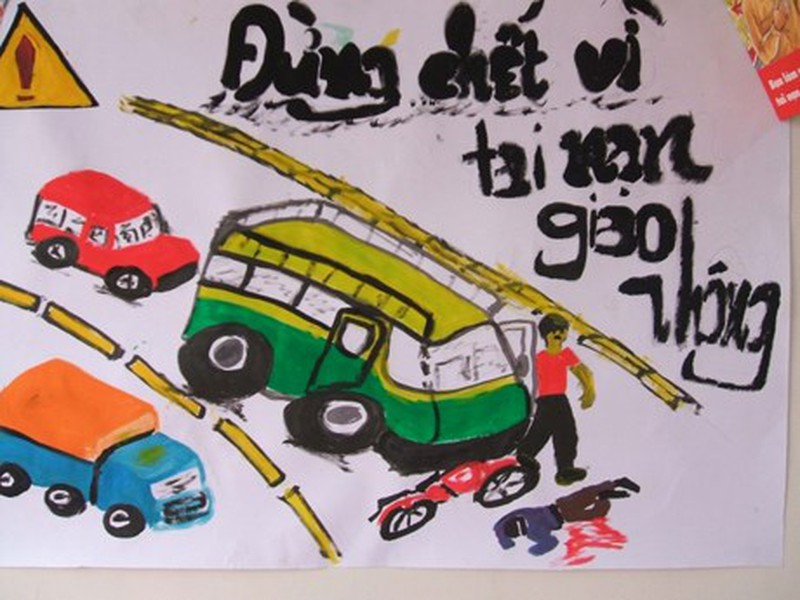 Đừng chết vì
tai nạn
giao
thông